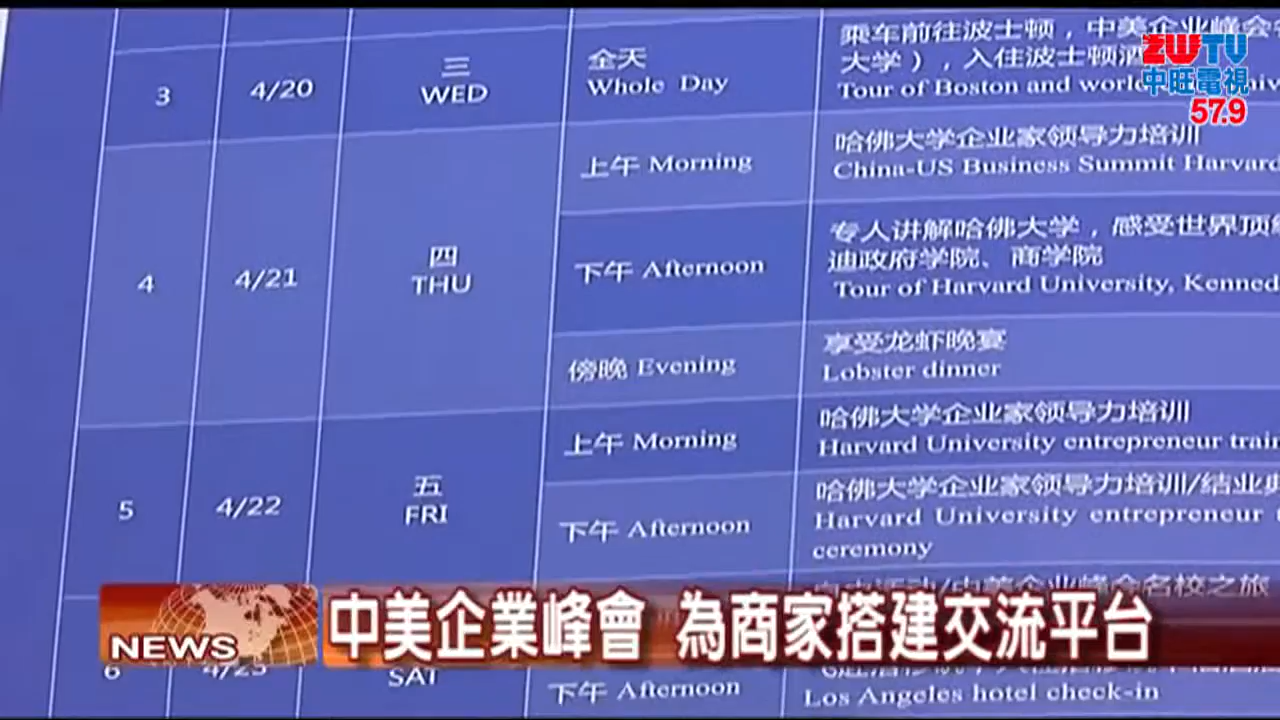 ZWTV
中旺電視
57.9
乘车前往波士顿，中美企业峰会
3 4/20 三 全天 大学），入住波士顿
WED Whole Day Tour of Boston and world
哈佛大学企业家领导力培训
上午 Morning China-US Business Summit Harvard
专人讲解哈佛大学，感受世界顶
4 4/21 四 下午 Afternoon 迪政府学院、商学院
THU Tour of Harvard University,
享受龙虾晚宴
傍晚 Evening Lobster dinner
哈佛大学企业家领导力培训
上午 Morning Harvard University entrepreneur
5 4/22 五 哈佛大学企业家领导力培训/结业
FRI 下午 Afternoon Harvard University entrepreneur
ceremony
NEWS 中美企業峰會 為商家搭建交流平台
6 4/23 SAT
下午 Afternoon Los Angeles hotel check-in